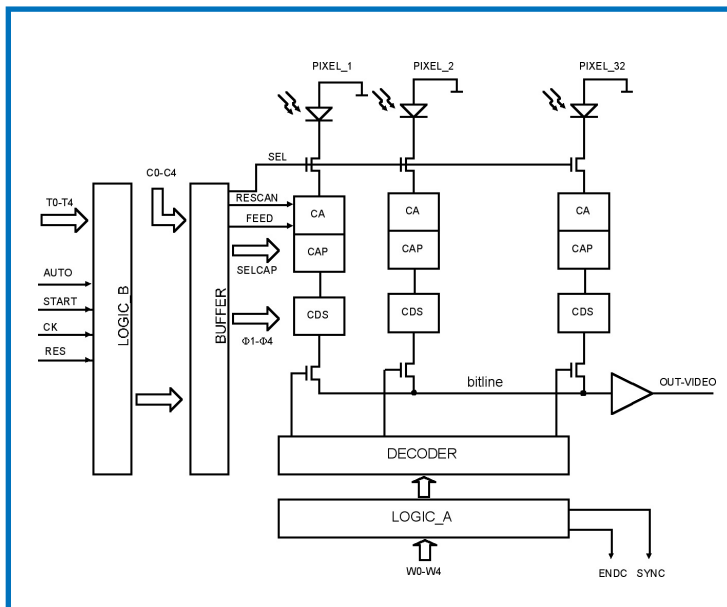 PIXEL_1
PIXEL_2
PIXEL_32
SEL
C0-C4
T0-T4
RESCAN
FEED
CA
CA
CA
CAP
CAP
CAP
SELCAP
AUTO
START
CK
RES
LOGIC_B
BUFFER
Φ1-Φ4
CDS
CDS
CDS
bitline
OUT-VIDEO
DECODER
LOGIC_A
W0-W4
ENDC
SYNC